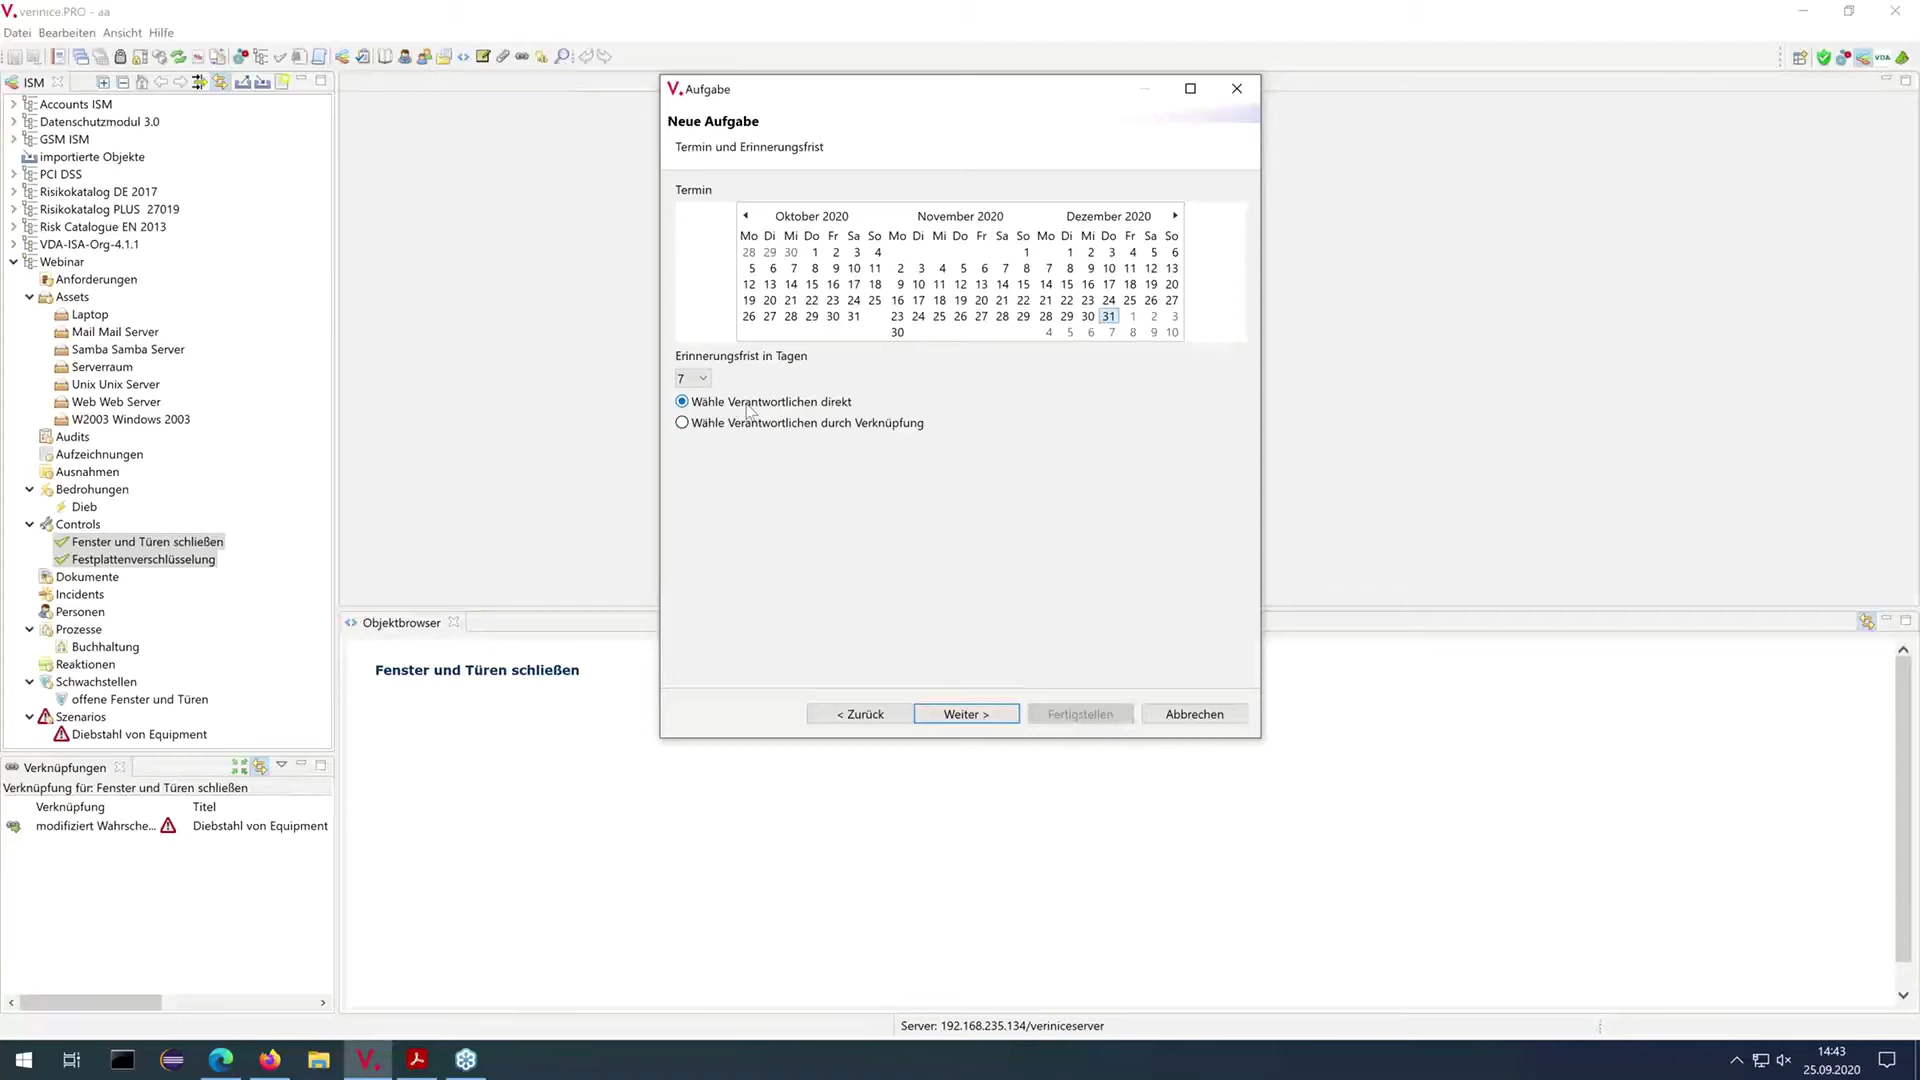 verinice.PRO - aa
Datei Bearbeiten Ansicht Hilfe
ISM
Accounts ISM
Datenschutzmodul 3.0
GSM ISM
importierte Objekte
PCI DSS
Risikokatalog DE 2017
Risikokatalog PLUS 27019
Risk Catalogue EN 2013
VDA-ISA-Org-4.1.1
Webinar
Anforderungen
Assets
Laptop
Mail Mail Server
Samba Samba Server
Serverraum
Unix Unix Server
Web Web Server
W2003 Windows 2003
Audits
Aufzeichnungen
Ausnahmen
Bedrohungen
Dieb
Controls
Fenster und Türen schließen
Festplattenverschlüsselung
Dokumente
Incidents
Personen
Prozesse
Buchhaltung
Reaktionen
Schwachstellen
offene Fenster und Türen
Szenarios
Diebstahl von Equipment
Verknüpfungen
Verknüpfung für: Fenster und Türen schließen
Verknüpfung Titel
modifiziert Wahrsche... Diebstahl von Equipment
VDA
Aufgabe
Neue Aufgabe
Termin und Erinnerungsfrist
Termin
Oktober 2020 November 2020 Dezember 2020
Mo Di Mi Do Fr Sa So Mo Di Mi Do Fr Sa So Mo Di Mi Do Fr Sa So
28 29 30 1 2 3 4 1 1 2 3 4 5 6
5 6 7 8 9 10 11 2 3 4 5 6 7 8 7 8 9 10 11 12 13
12 13 14 15 16 17 18 9 10 11 12 13 14 15 14 15 16 17 18 19 20
19 20 21 22 23 24 25 16 17 18 19 20 21 22 21 22 23 24 25 26 27
26 27 28 29 30 31 23 24 25 26 27 28 29 28 29 30 31 1 2 3
30 4 5 6 7 8 9 10
Erinnerungsfrist in Tagen
7
Wähle Verantwortlichen direkt
Wähle Verantwortlichen durch Verknüpfung
< Zurück Weiter > Fertigstellen Abbrechen
Objektbrowser
Fenster und Türen schließen
Server: 192.168.235.134/veriniceserver
14:43
25.09.2020